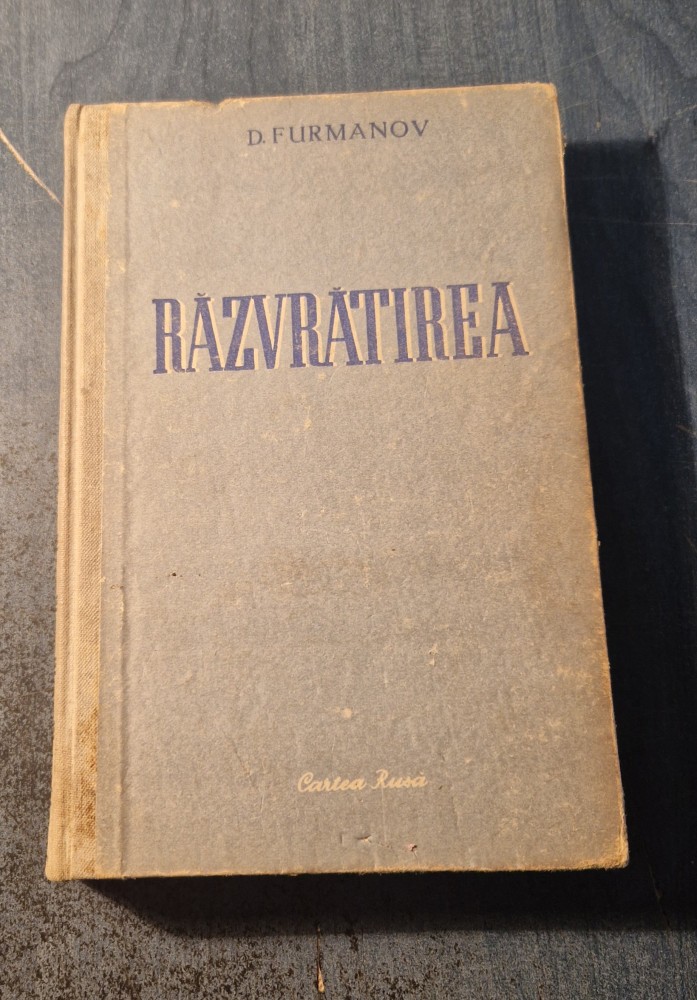 D. FURMANOV
RĂZVRĂTIREA
Cartea Rusă